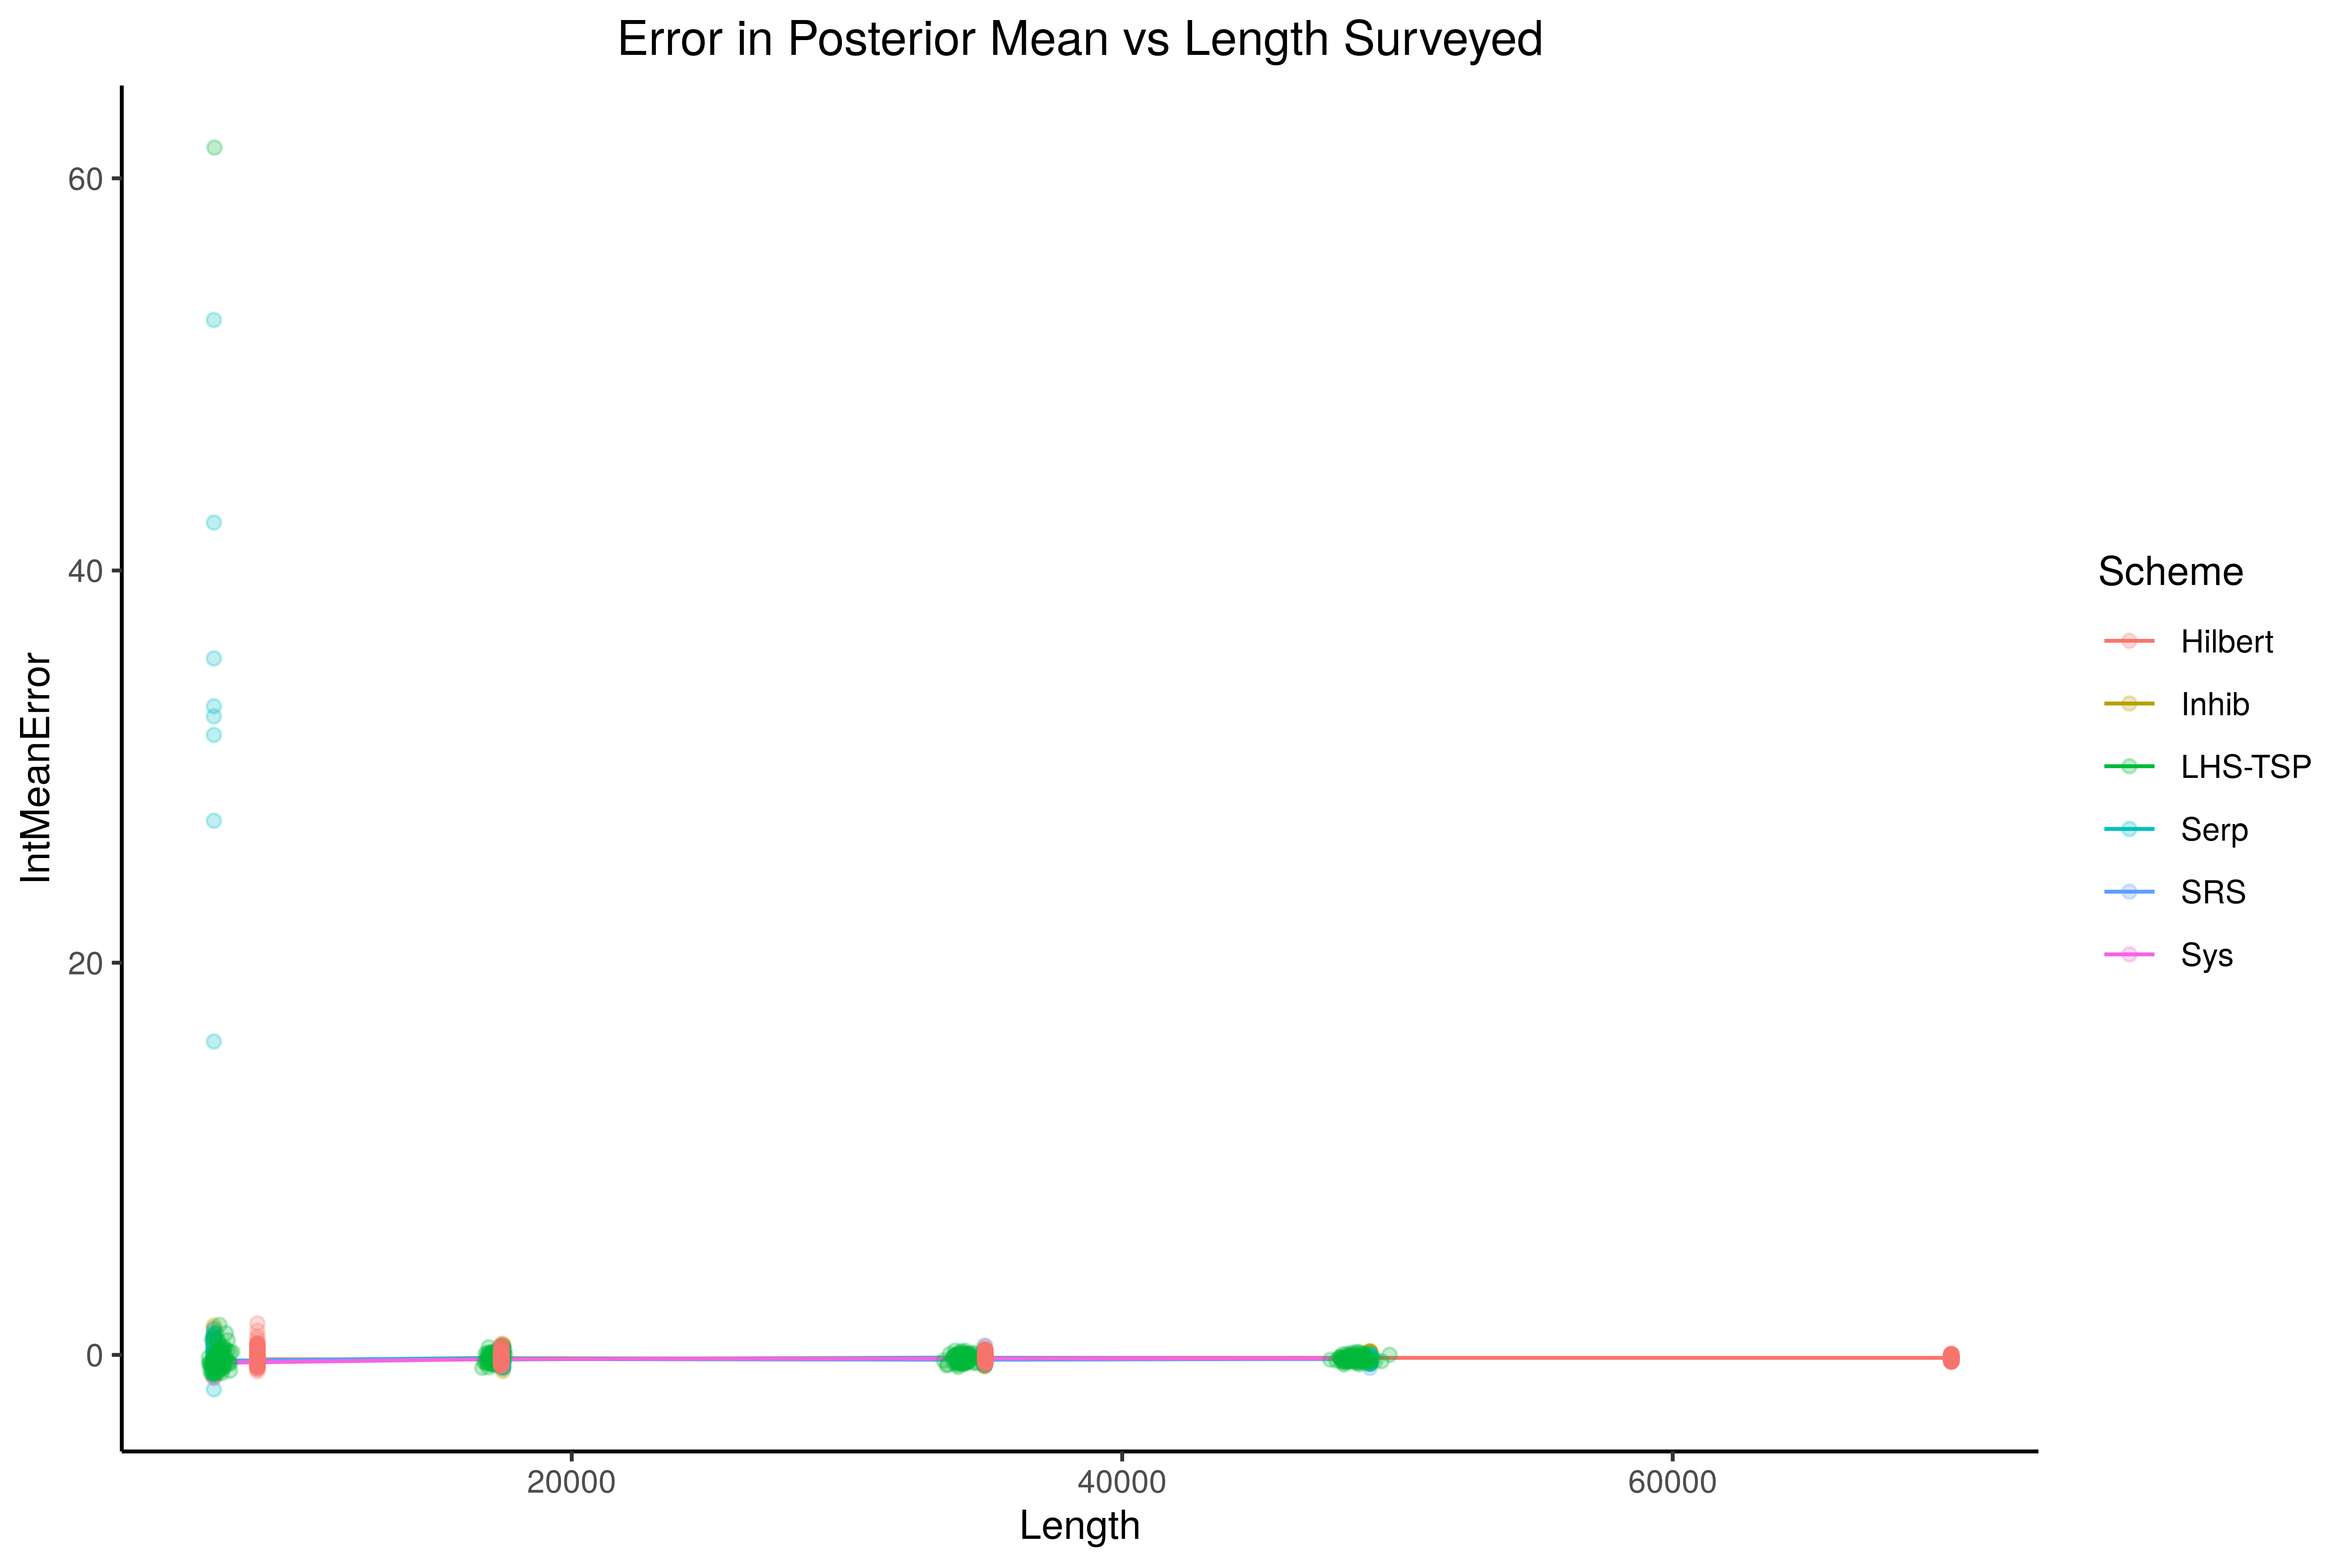 Error in Posterior Mean vs Length Surveyed
IntMeanError
60
40
20
0
20000
40000
60000
Length
Scheme
Hilbert
Inhib
LHS-TSP
Serp
SRS
Sys